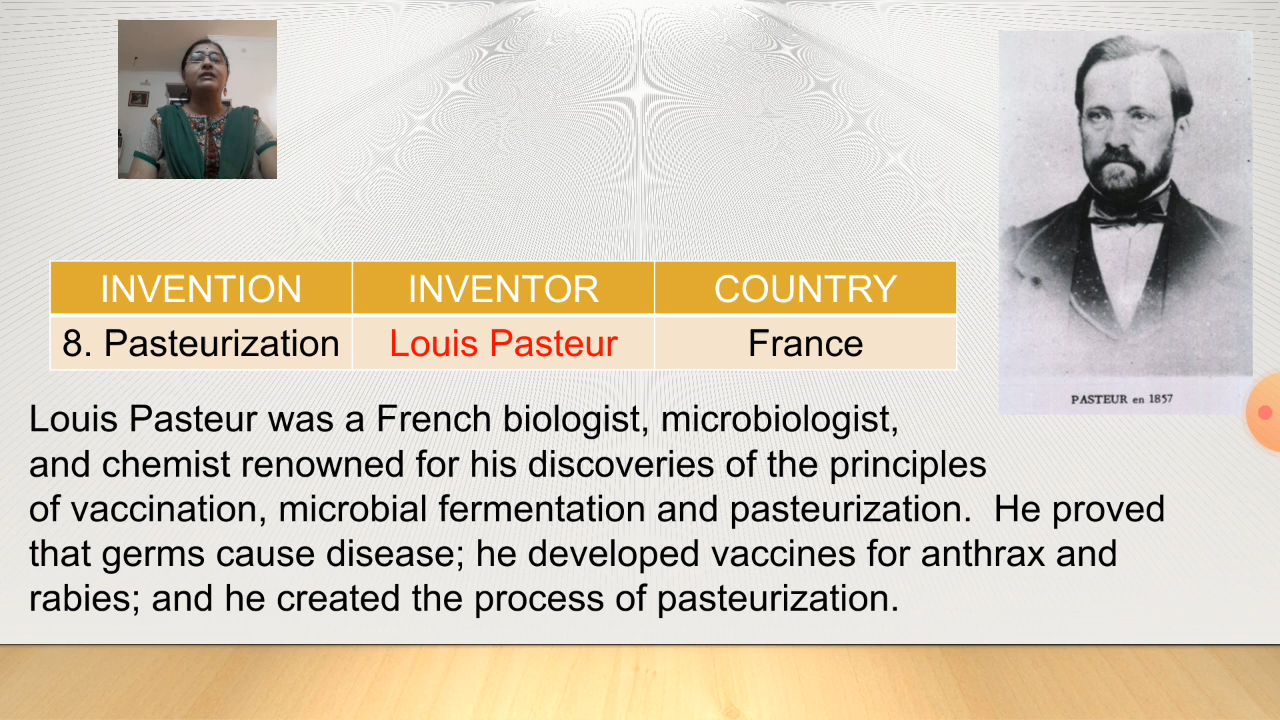 INVENTION INVENTOR COUNTRY
8. Pasteurization Louis Pasteur France
PASTEUR en 1857
Louis Pasteur was a French biologist, microbiologist,
and chemist renowned for his discoveries of the principles
of vaccination, microbial fermentation and pasteurization.  He proved
that germs cause disease; he developed vaccines for anthrax and
rabies; and he created the process of pasteurization.